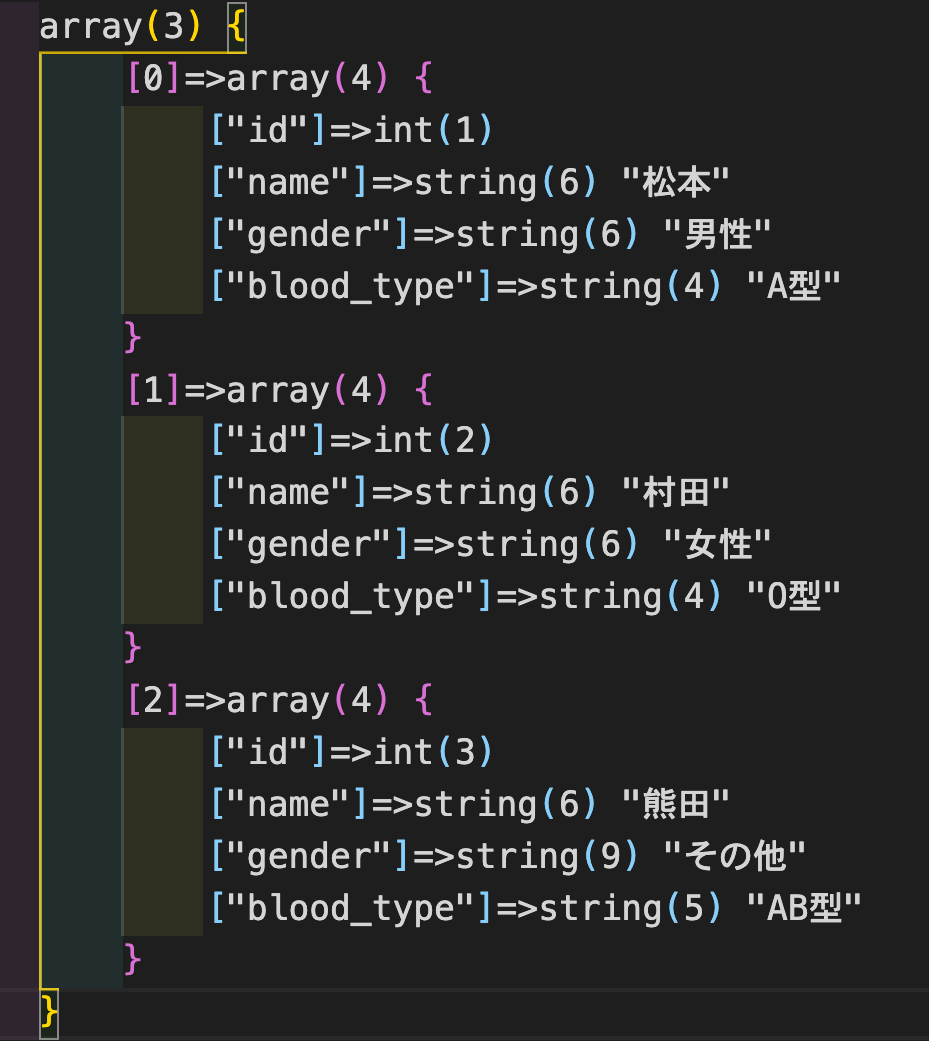 array(3) {
[0]=>array(4) {
["id"]=>int(1)
["name"]=>string(6) "松本"
["gender"]=>string(6) "男性"
["blood_type"]=>string(4) "A型"
}
[1]=>array(4) {
["id"]=>int(2)
["name"]=>string(6) "村田"
["gender"]=>string(6) "女性"
["blood_type"]=>string(4) "O型"
}
[2]=>array(4) {
["id"]=>int(3)
["name"]=>string(6) "熊田"
["gender"]=>string(9) "その他"
["blood_type"]=>string(5) "AB型"
}
}